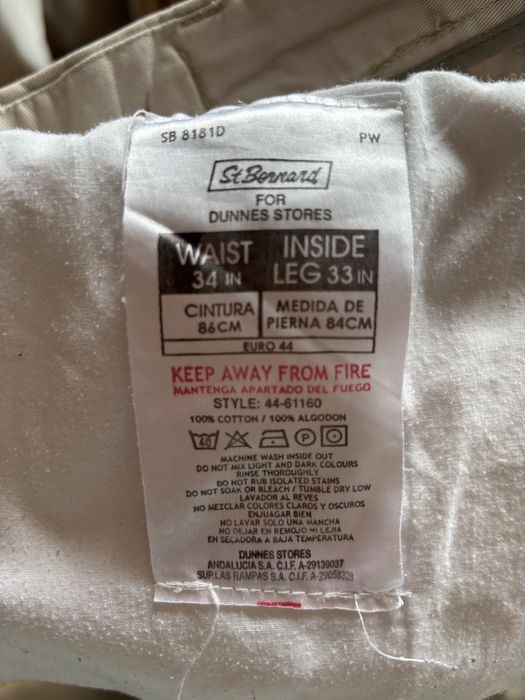 SB 8181D PW
St Bernard
FOR
DUNNES STORES
WAIST 34 IN
INSIDE LEG 33 IN
CINTURA 86CM
MEDIDA DE PIERNA 84CM
EURO 44
KEEP AWAY FROM FIRE
MANTENGA APARTADO DEL FUEGO
STYLE: 44-61160
100% COTTON / 100% ALGODON
40 P
MACHINE WASH INSIDE OUT
DO NOT MIX LIGHT AND DARK COLOURS
RINSE THOROUGHLY
DO NOT RUB ISOLATED STAINS
DO NOT SOAK OR BLEACH / TUMBLE DRY LOW
LAVADOR AL REVES
NO MEZCLAR COLORES CLAROS Y OSCUROS
ENJUAGAR BIEN
NO LAVAR SOLO UNA MANCHA
NO DEJAR EN REMOJO NI LEJIA
EN SECADORA A BAJA TEMPERATURA
DUNNES STORES
ANDALUCIA S.A. C.I.F. A-29139037
SUR.LAS RAMPAS S.A. C.I.F.